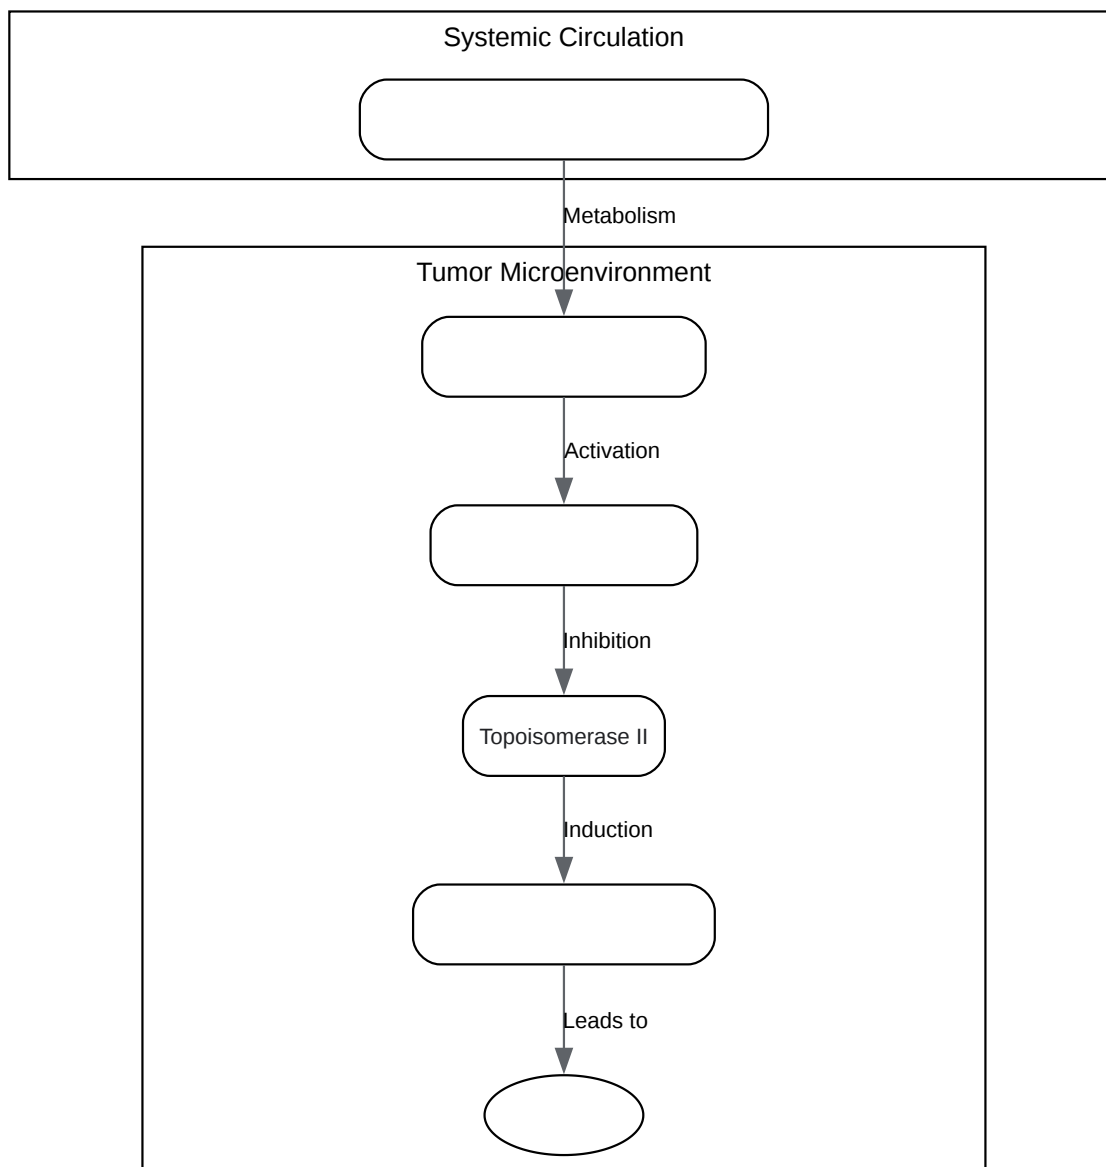 Systemic Circulation
Metabolism
Tumor Microenvironment
Activation
Inhibition
Topoisomerase II
Induction
Leads to